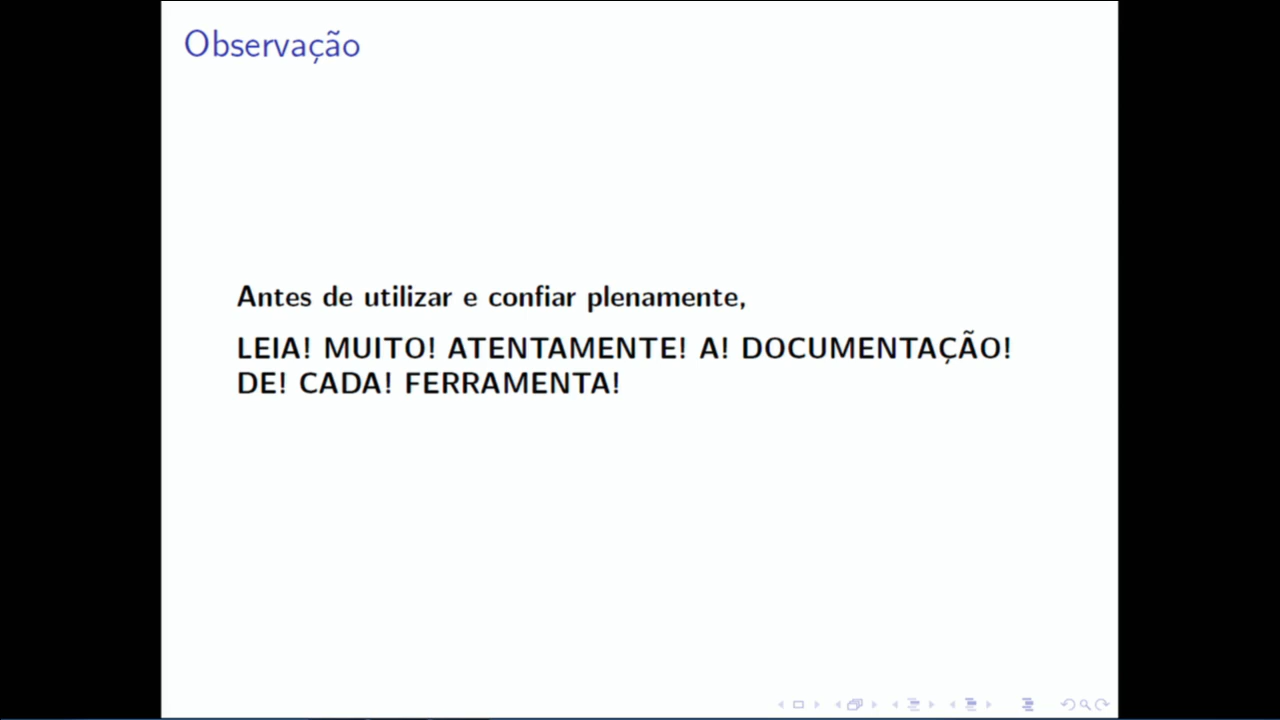 Observação
Antes de utilizar e confiar plenamente,
LEIA! MUITO! ATENTAMENTE! A! DOCUMENTAÇÃO!
DE! CADA! FERRAMENTA!